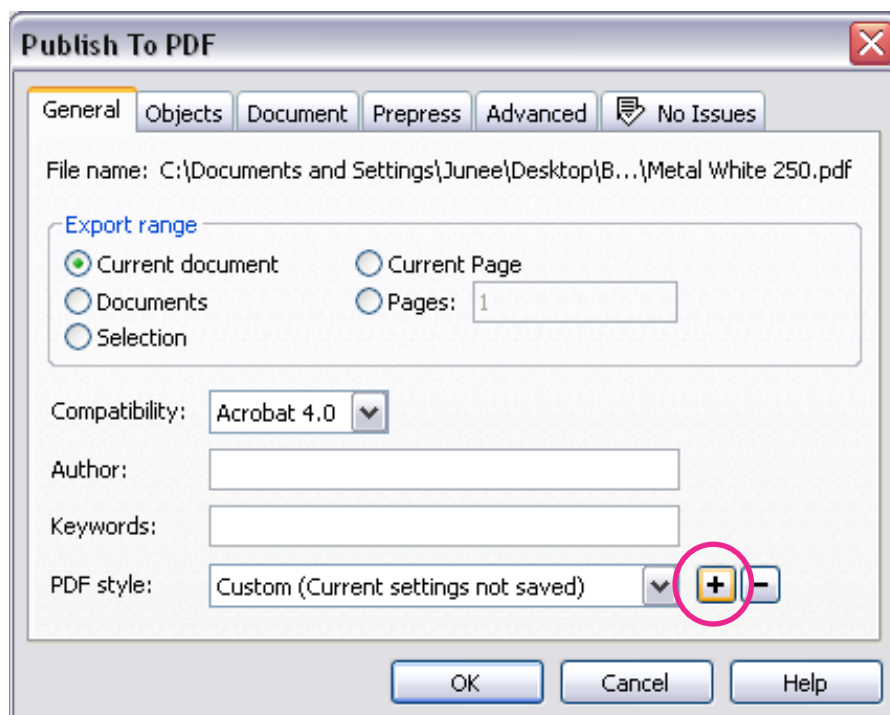 Publish To PDF
General Objects Document Prepress Advanced No Issues
File name: C:\Documents and Settings\Junee\Desktop\B...\Metal White 250.pdf
Export range
Current document Current Page
Documents Pages: 1
Selection
Compatibility: Acrobat 4.0
Author:
Keywords:
PDF style: Custom (Current settings not saved) + -
OK Cancel Help